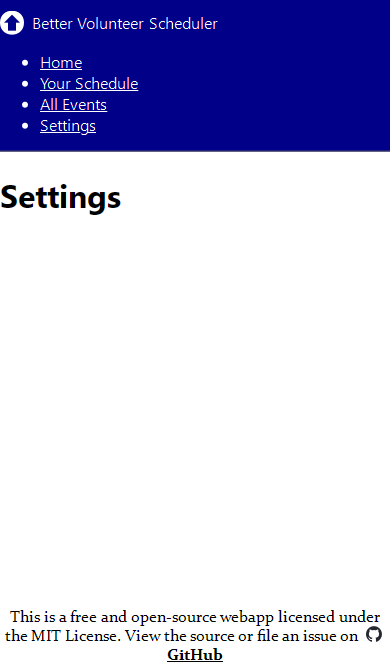 Better Volunteer Scheduler
Home
Your Schedule
All Events
Settings
Settings
This is a free and open-source webapp licensed under
the MIT License. View the source or file an issue on
GitHub